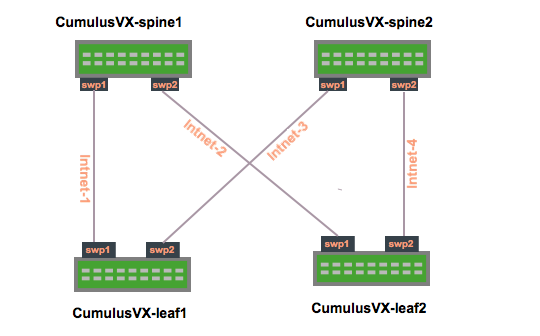 CumulusVX-spine1
CumulusVX-spine2
swp1
swp2
swp1
swp2
Intnet-1
Intnet-2
Intnet-3
Intnet-4
swp1
swp2
swp1
swp2
CumulusVX-leaf1
CumulusVX-leaf2